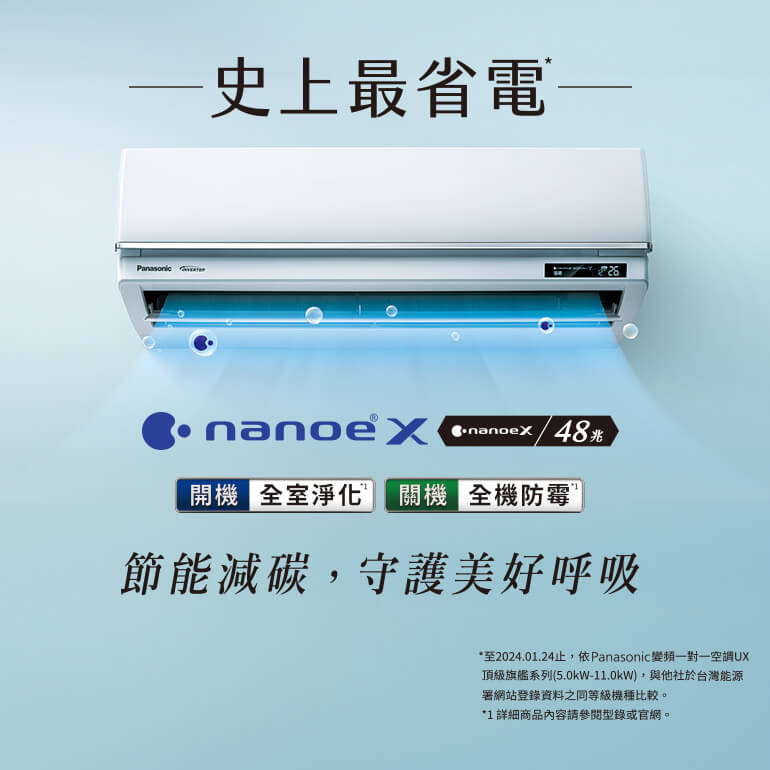 史上最省電*
Panasonic INVERTER
26
nanoe® X nanoeX 48兆
開機 全室淨化*1 關機 全機防霉*1
節能減碳，守護美好呼吸
*至2024.01.24止，依Panasonic變頻一對一空調UX
頂級旗艦系列(5.0kW-11.0kW)，與他社於台灣能源
署網站登錄資料之同等級機種比較。
*1 詳細商品內容請參閱型錄或官網。